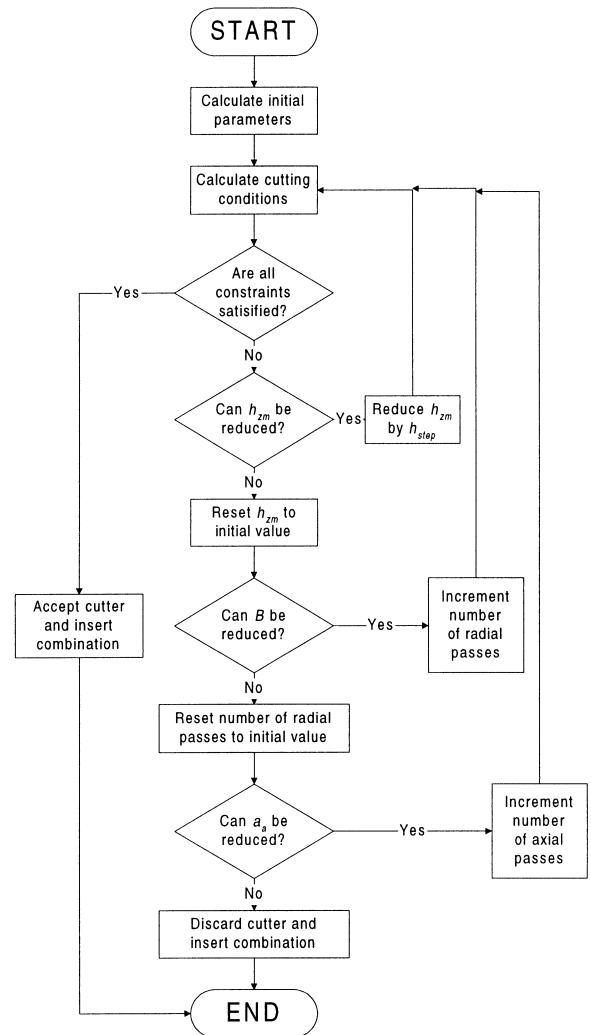 START
Calculate initial
parameters
Calculate cutting
conditions
Are all
constraints
satisified?
Yes
No
Can h_zm be
reduced?
Yes
Reduce h_zm
by h_step
No
Reset h_zm to
initial value
Can B be
reduced?
Yes
Increment
number
of radial
passes
Accept cutter
and insert
combination
No
Reset number of radial
passes to initial value
Can a_a be
reduced?
Yes
Increment
number
of axial
passes
No
Discard cutter and
insert combination
END